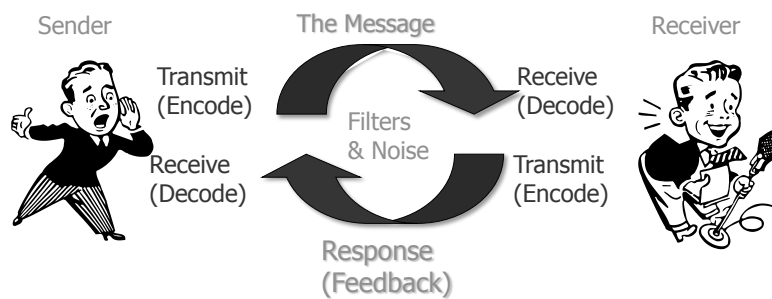 Sender
The Message
Receiver
Transmit
(Encode)
Receive
(Decode)
Filters
& Noise
Receive
(Decode)
Transmit
(Encode)
Response
(Feedback)